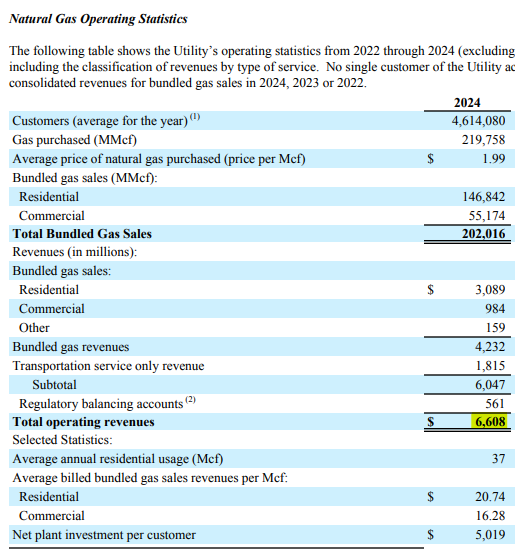 Natural Gas Operating Statistics
The following table shows the Utility's operating statistics from 2022 through 2024 (excluding
including the classification of revenues by type of service. No single customer of the Utility ac
consolidated revenues for bundled gas sales in 2024, 2023 or 2022.
2024
Customers (average for the year) (1) 4,614,080
Gas purchased (MMcf) 219,758
Average price of natural gas purchased (price per Mcf) $ 1.99
Bundled gas sales (MMcf):
Residential 146,842
Commercial 55,174
Total Bundled Gas Sales 202,016
Revenues (in millions):
Bundled gas sales:
Residential $ 3,089
Commercial 984
Other 159
Bundled gas revenues 4,232
Transportation service only revenue 1,815
Subtotal 6,047
Regulatory balancing accounts (2) 561
Total operating revenues $ 6,608
Selected Statistics:
Average annual residential usage (Mcf) 37
Average billed bundled gas sales revenues per Mcf:
Residential $ 20.74
Commercial 16.28
Net plant investment per customer $ 5,019